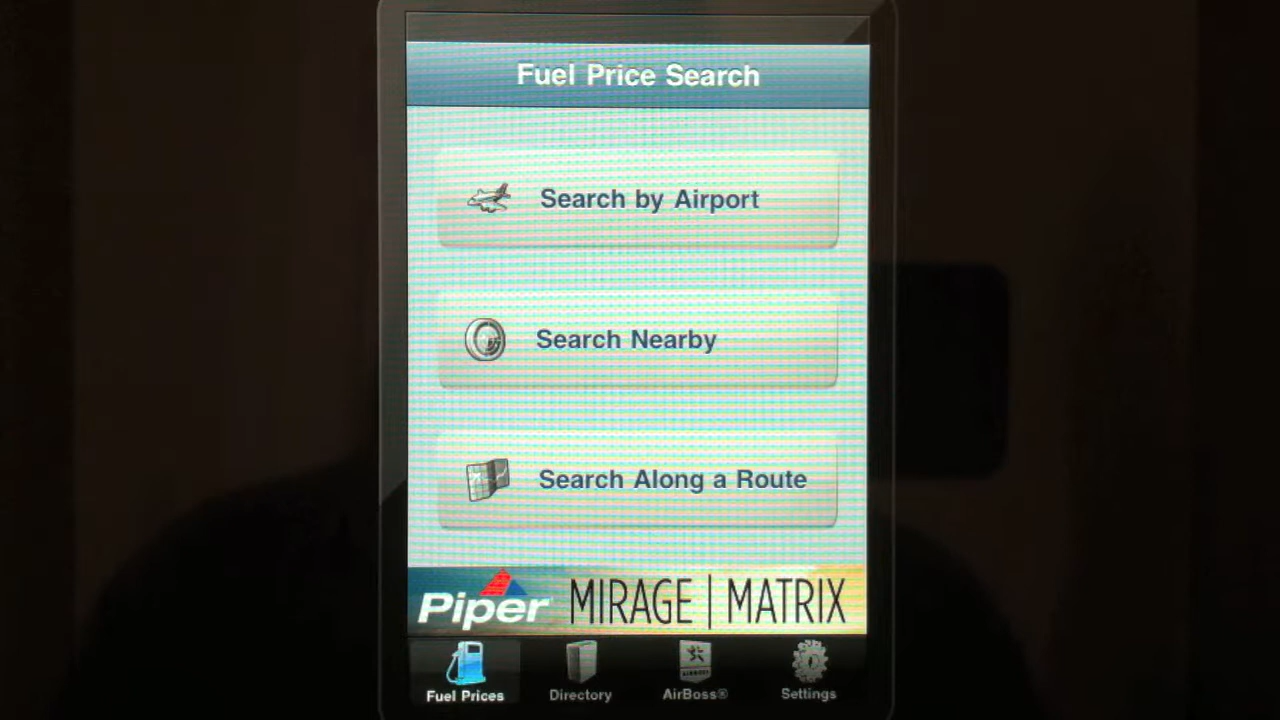 Fuel Price Search
Search by Airport
Search Nearby
Search Along a Route
Piper MIRAGE | MATRIX
Fuel Prices
Directory
AirBoss®
Settings